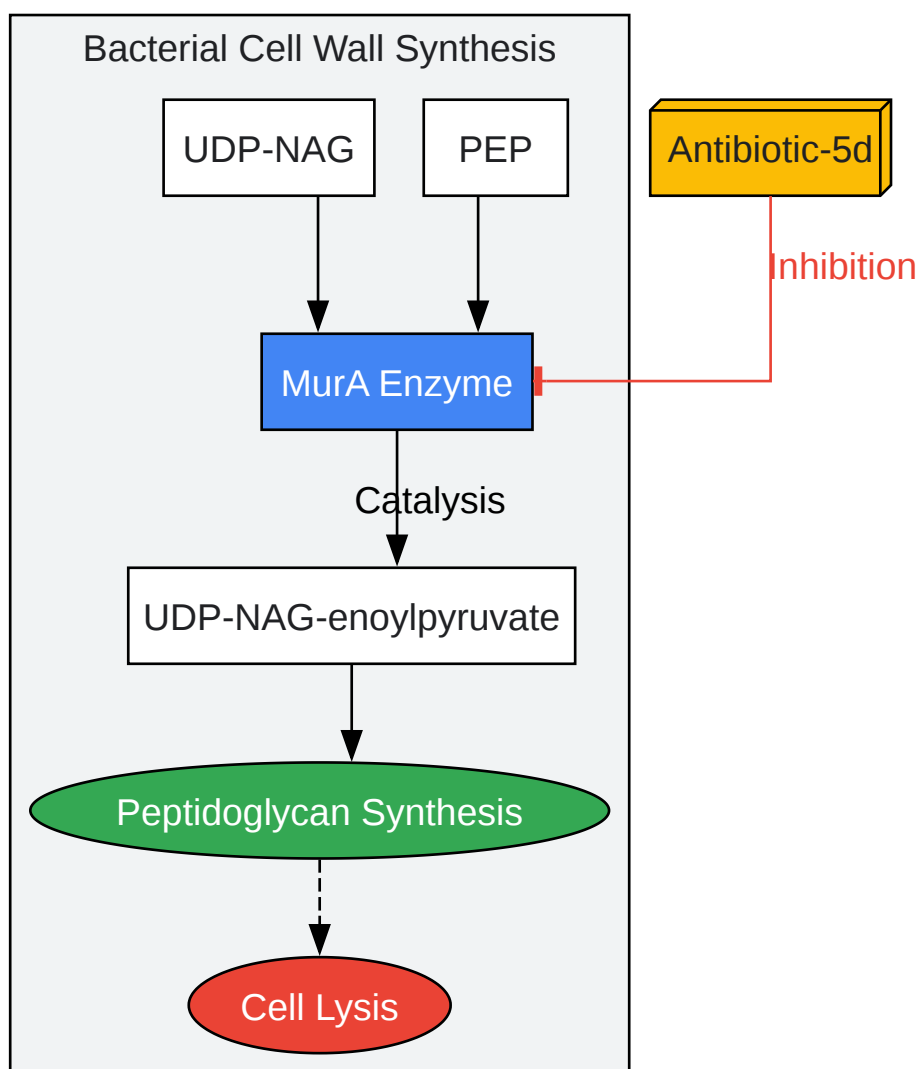 Bacterial Cell Wall Synthesis
UDP-NAG
PEP
Antibiotic-5d
Inhibition
MurA Enzyme
Catalysis
UDP-NAG-enoylpyruvate
Peptidoglycan Synthesis
Cell Lysis